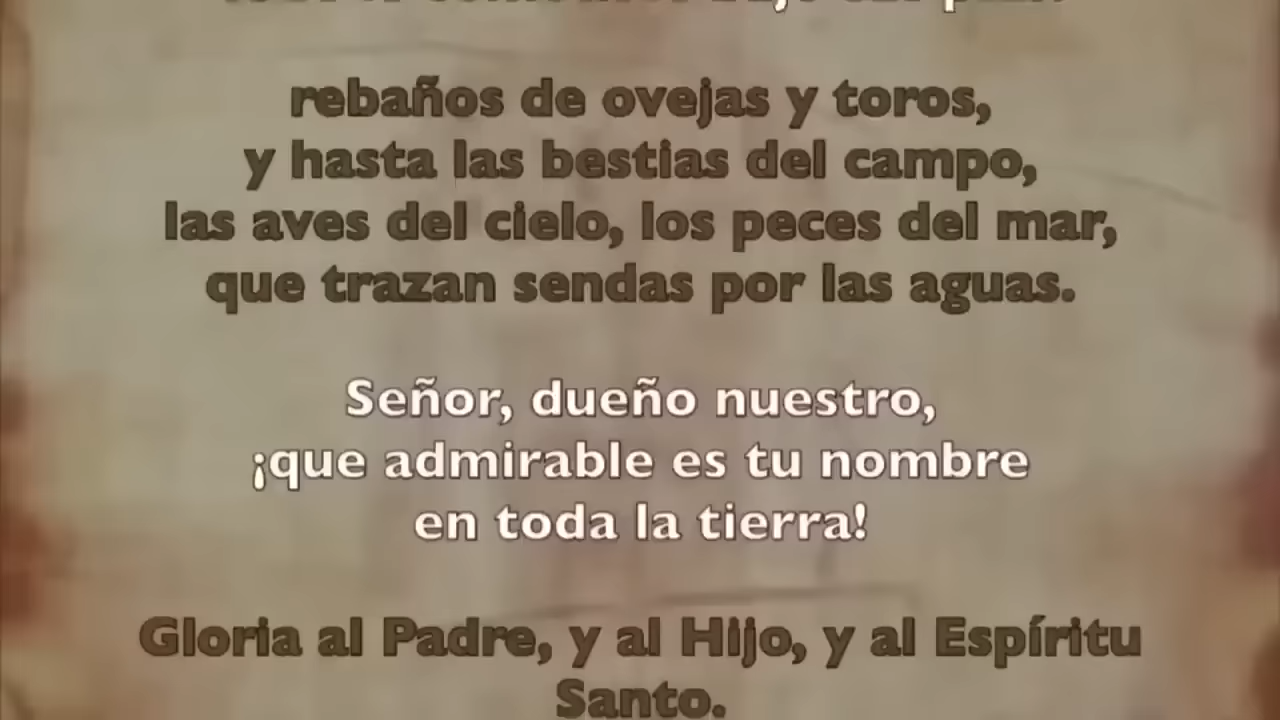 rebaños de ovejas y toros,
y hasta las bestias del campo,
las aves del cielo, los peces del mar,
que trazan sendas por las aguas.
Señor, dueño nuestro,
¡que admirable es tu nombre
en toda la tierra!
Gloria al Padre, y al Hijo, y al Espíritu
Santo.